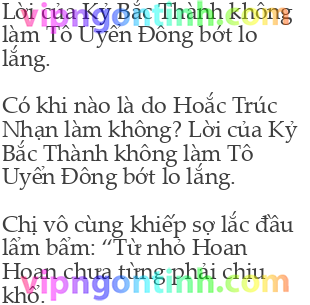 Lời của Kỷ Bắc Thành không
vipngontinh.com
làm Tô Uyển Đông bớt lo
lắng.
Có khi nào là do Hoắc Trúc
Nhạn làm không? Lời của Kỷ
Bắc Thành không làm Tô
Uyển Đông bớt lo lắng.
Chị vô cùng khiếp sợ lắc đầu
lẩm bẩm: “Từ nhỏ Hoan
Hoan chưa từng phải chịu
vipngontinh.com
khổ.